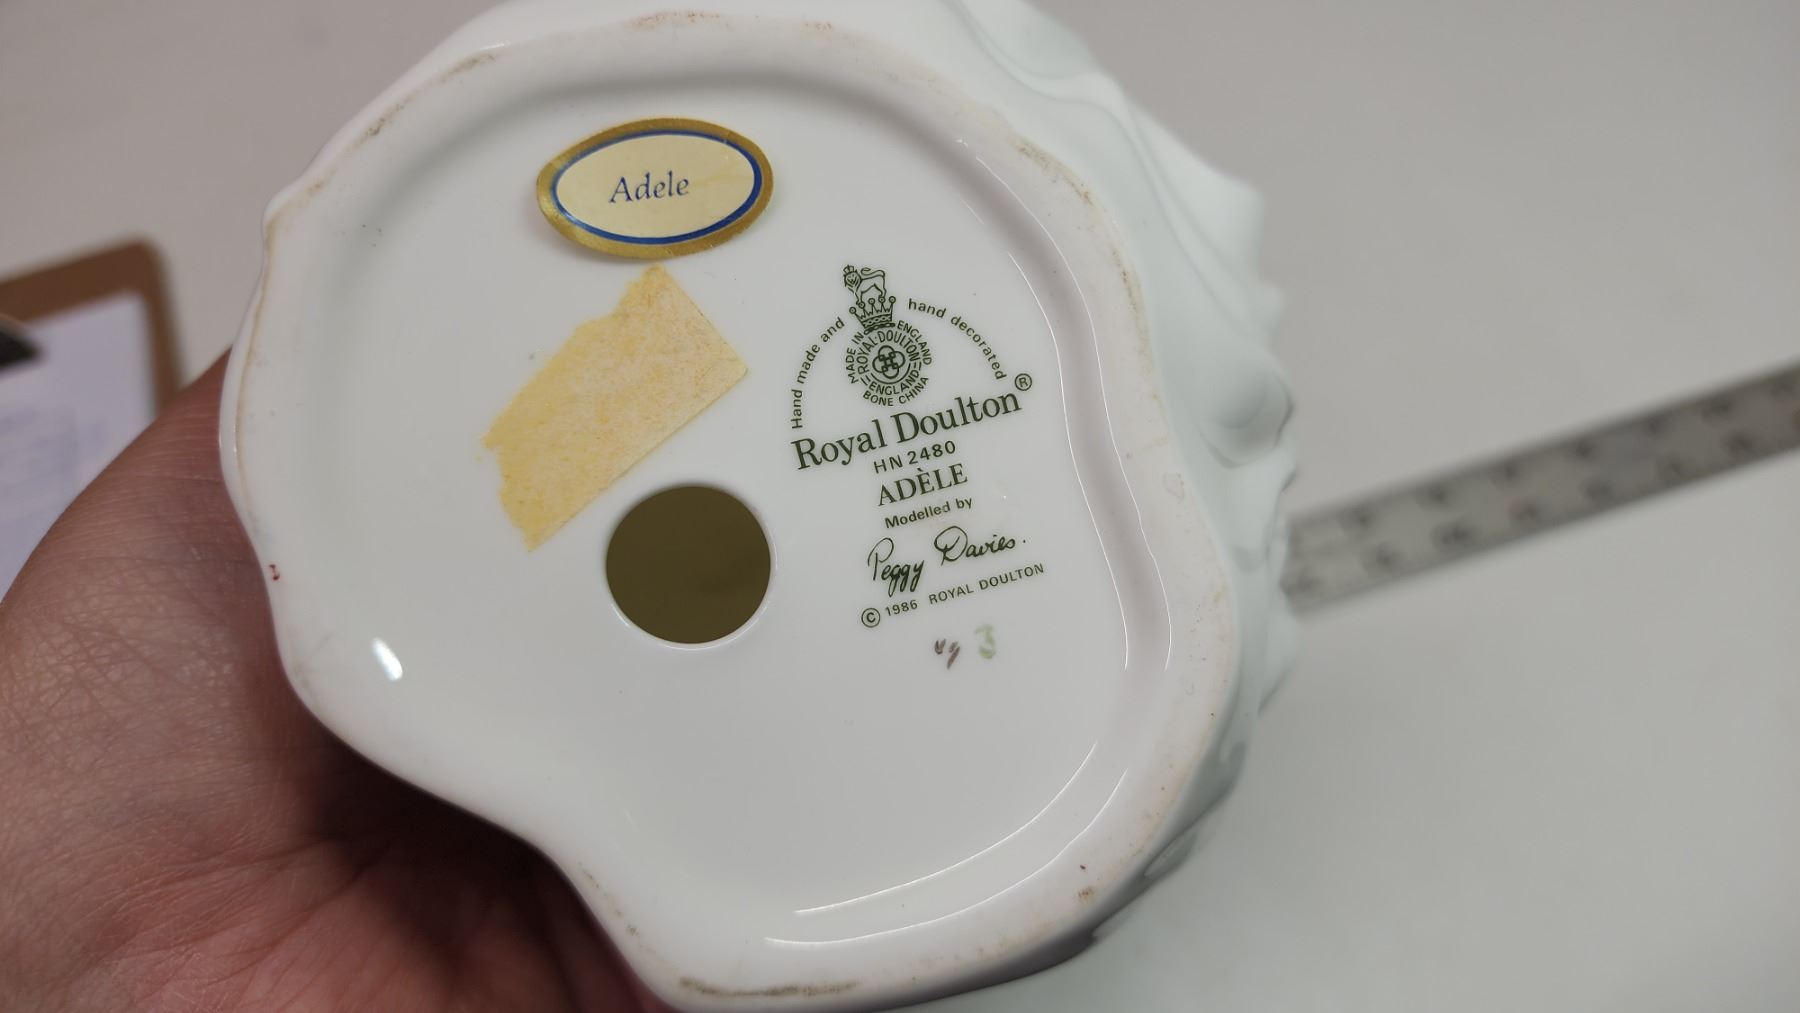 Adele
Hand made and hand decorated
MADE IN ENGLAND
ROYAL·DOULTON
ENGLAND
BONE CHINA
Royal Doulton®
HN 2480
ADÈLE
Modelled by
Peggy Davies.
© 1986 ROYAL DOULTON